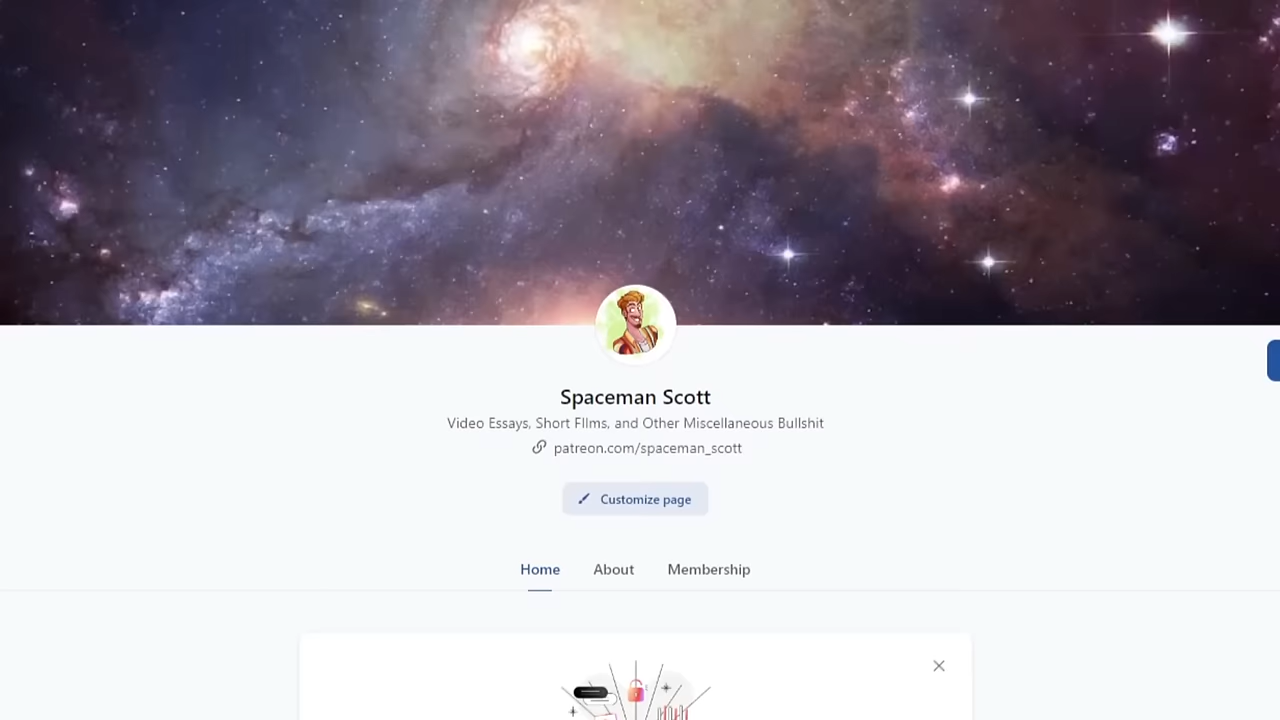 Spaceman Scott
Video Essays, Short FIlms, and Other Miscellaneous Bullshit
patreon.com/spaceman_scott
Customize page
Home About Membership